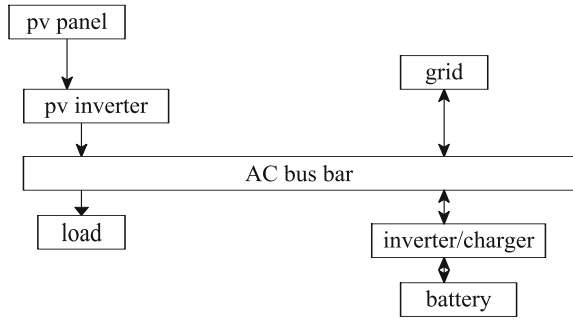 pv panel
grid
pv inverter
AC bus bar
load
inverter/charger
battery